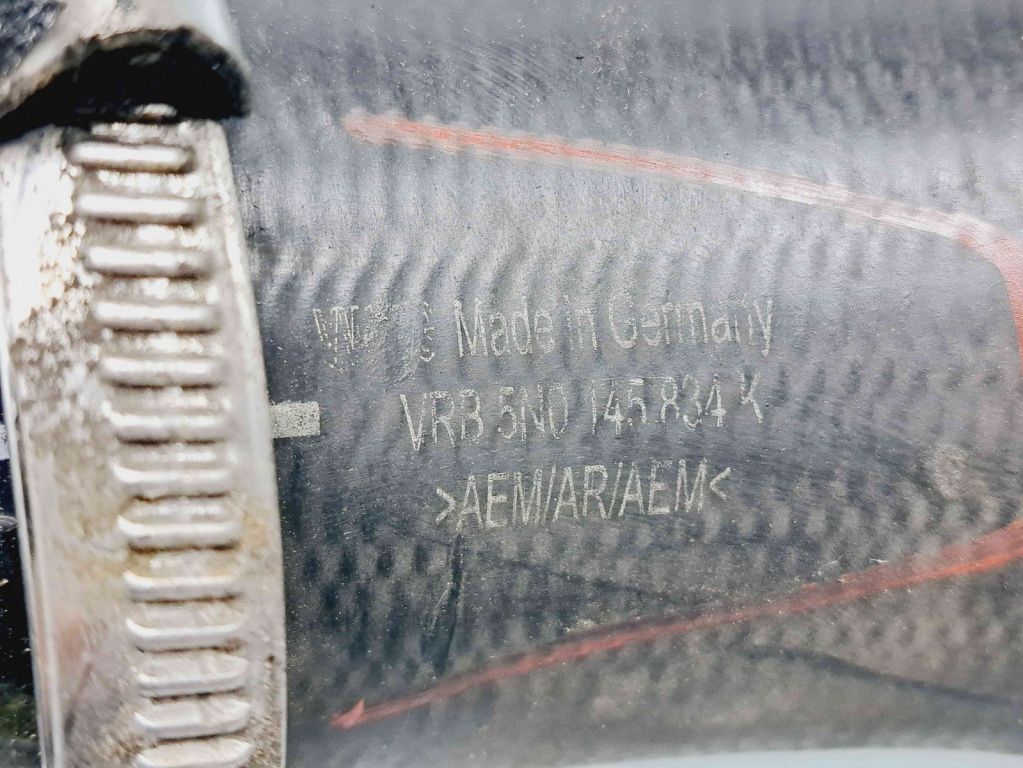 Made in Germany
VRB 5N0 145 834 K
>AEM/AR/AEM<